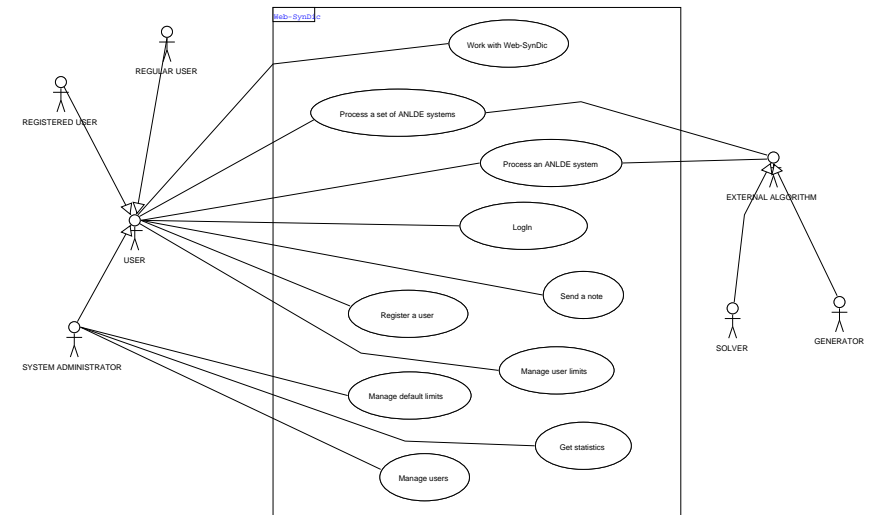 Web-SynDic
Work with Web-SynDic
REGULAR USER
REGISTERED USER
Process a set of ANLDE systems
Process an ANLDE system
EXTERNAL ALGORITHM
LogIn
USER
Send a note
Register a user
SOLVER
GENERATOR
SYSTEM ADMINISTRATOR
Manage user limits
Manage default limits
Get statistics
Manage users